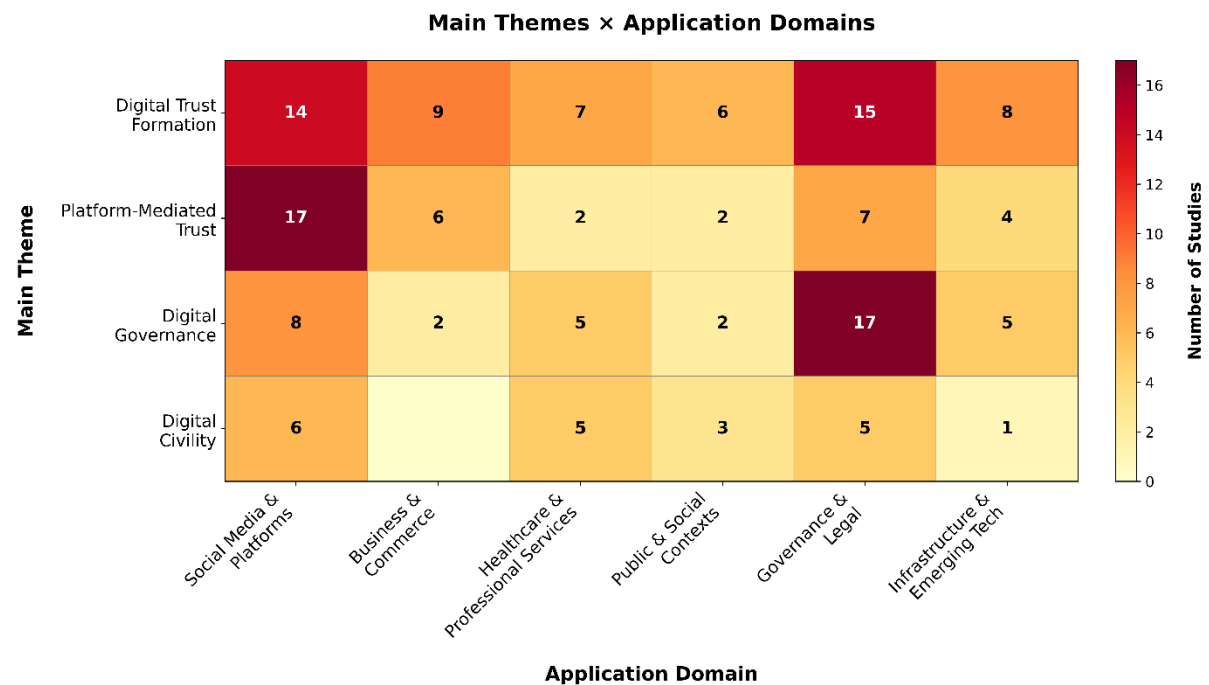 Main Themes × Application Domains
Main Theme
Digital Trust
Formation
14 9 7 6 15 8
Platform-Mediated
Trust
17 6 2 2 7 4
Digital
Governance
8 2 5 2 17 5
Digital
Civility
6 5 3 5 1
Social Media &
Platforms
Business &
Commerce
Healthcare &
Professional Services
Public & Social
Contexts
Governance &
Legal
Infrastructure &
Emerging Tech
Application Domain
16
14
12
10
8
6
4
2
0
Number of Studies